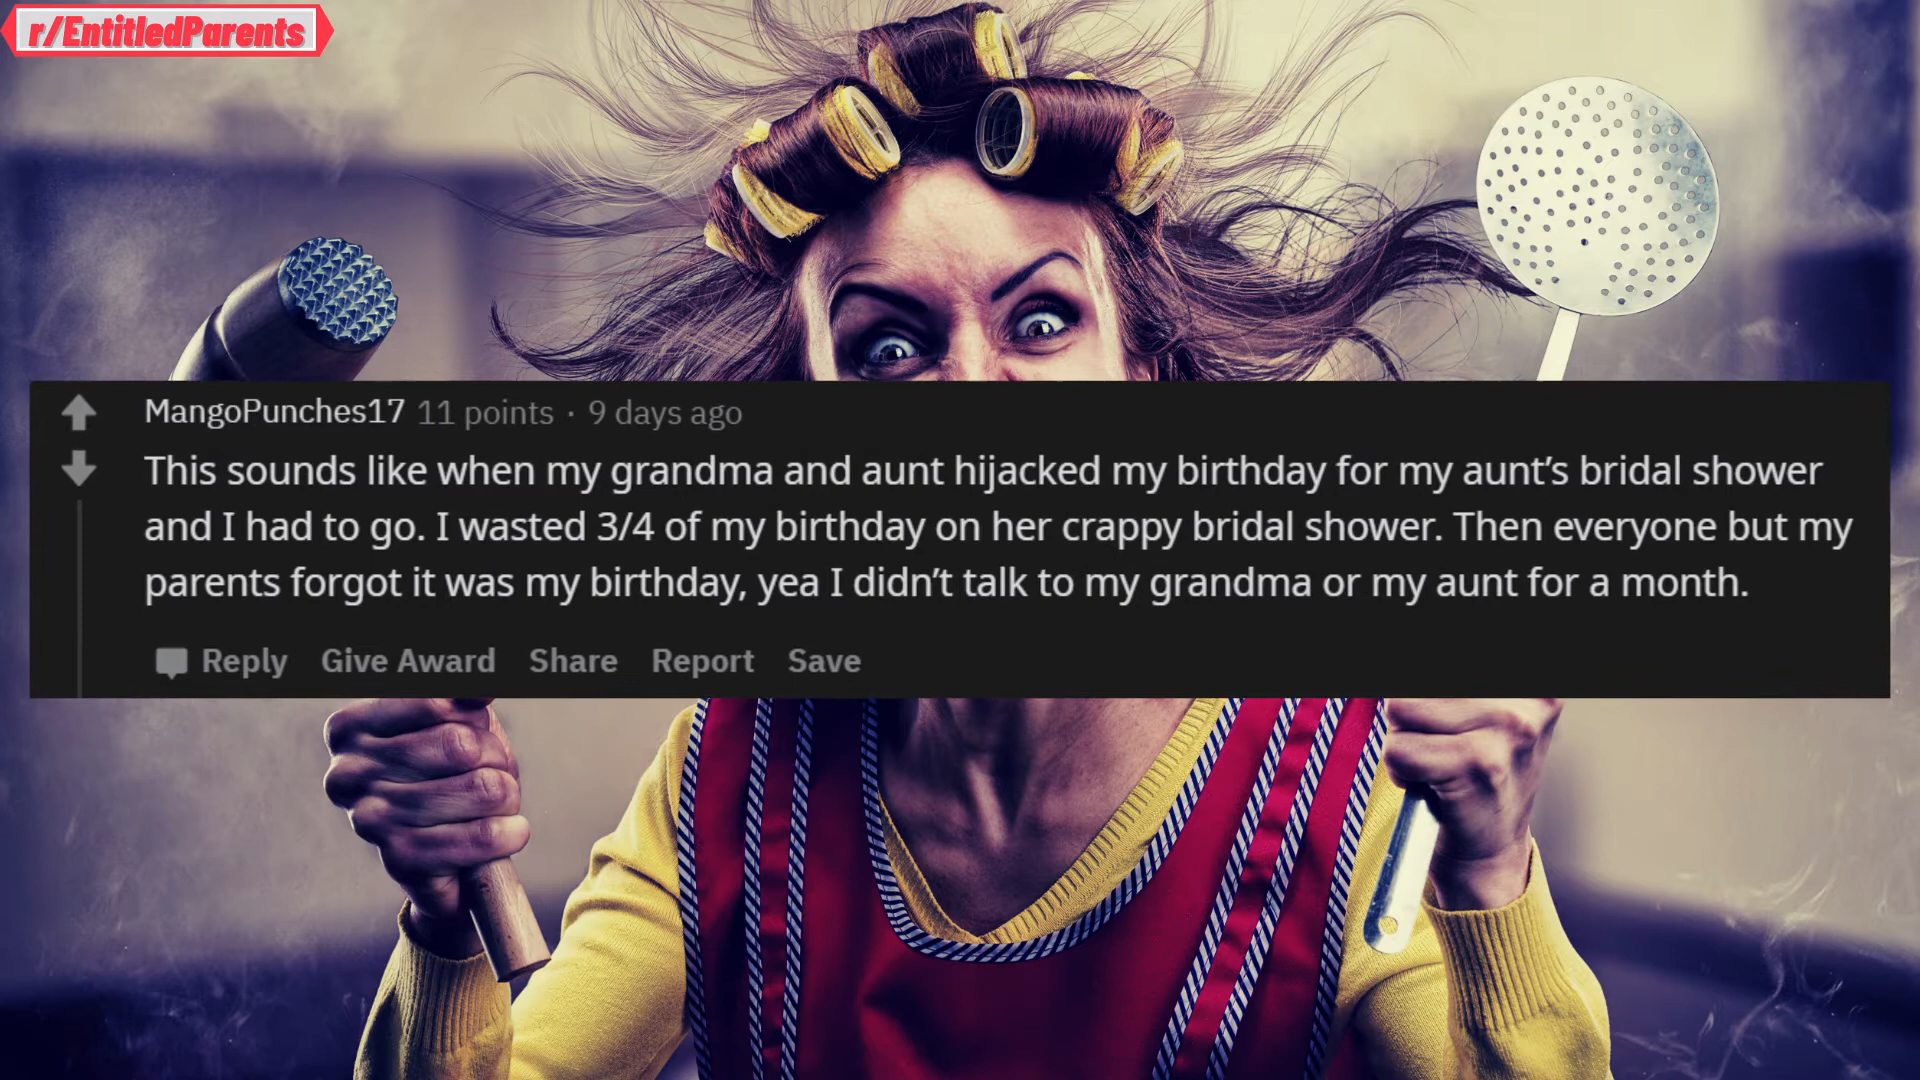 r/EntitledParents
MangoPunches17 11 points · 9 days ago
This sounds like when my grandma and aunt hijacked my birthday for my aunt’s bridal shower
and I had to go. I wasted 3/4 of my birthday on her crappy bridal shower. Then everyone but my
parents forgot it was my birthday, yea I didn’t talk to my grandma or my aunt for a month.
Reply Give Award Share Report Save